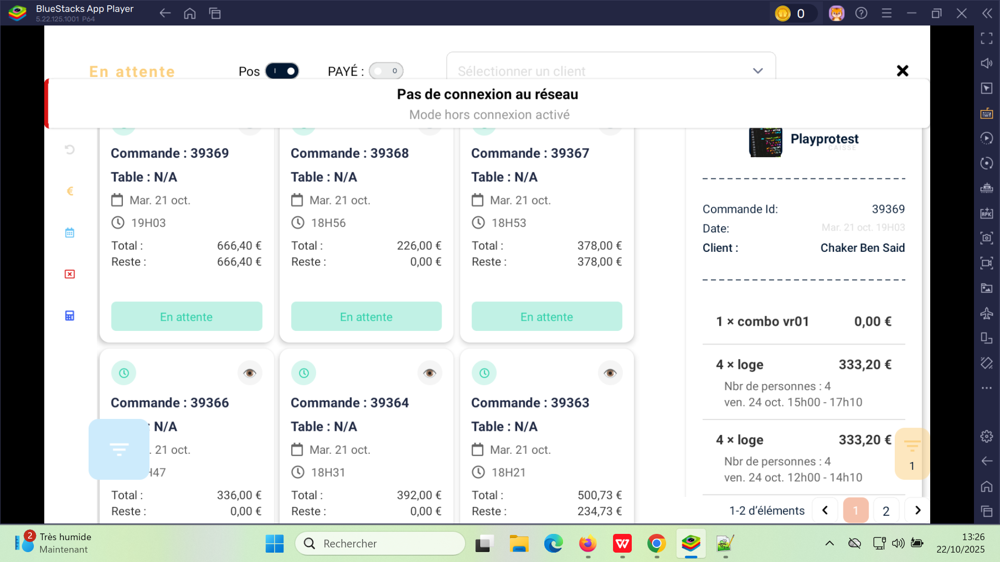 BlueStacks App Player
5.22.125.1001 P64
0
En attente
Pos
PAYÉ :
0
Sélectionner un client
Pas de connexion au réseau
Mode hors connexion activé
Commande : 39369
Table : N/A
Mar. 21 oct.
19H03
Total : 666,40 €
Reste : 666,40 €
En attente
Commande : 39368
Table : N/A
Mar. 21 oct.
18H56
Total : 226,00 €
Reste : 0,00 €
En attente
Commande : 39367
Table : N/A
Mar. 21 oct.
18H53
Total : 378,00 €
Reste : 378,00 €
En attente
Commande : 39366
: N/A
. 21 oct.
H47
Total : 336,00 €
Reste : 0,00 €
Commande : 39364
Table : N/A
Mar. 21 oct.
18H31
Total : 392,00 €
Reste : 0,00 €
Commande : 39363
Table : N/A
Mar. 21 oct.
18H21
Total : 500,73 €
Reste : 234,73 €
Playprotest
CAISSE
Commande Id: 39369
Date: Mar. 21 oct. 19H03
Client : Chaker Ben Said
1 × combo vr01 0,00 €
4 × loge 333,20 €
Nbr de personnes : 4
ven. 24 oct. 15h00 - 17h10
4 × loge 333,20 €
Nbr de personnes : 4
ven. 24 oct. 12h00 - 14h10
1
1-2 d’éléments
1
2
2
Très humide
Maintenant
Rechercher
13:26
22/10/2025